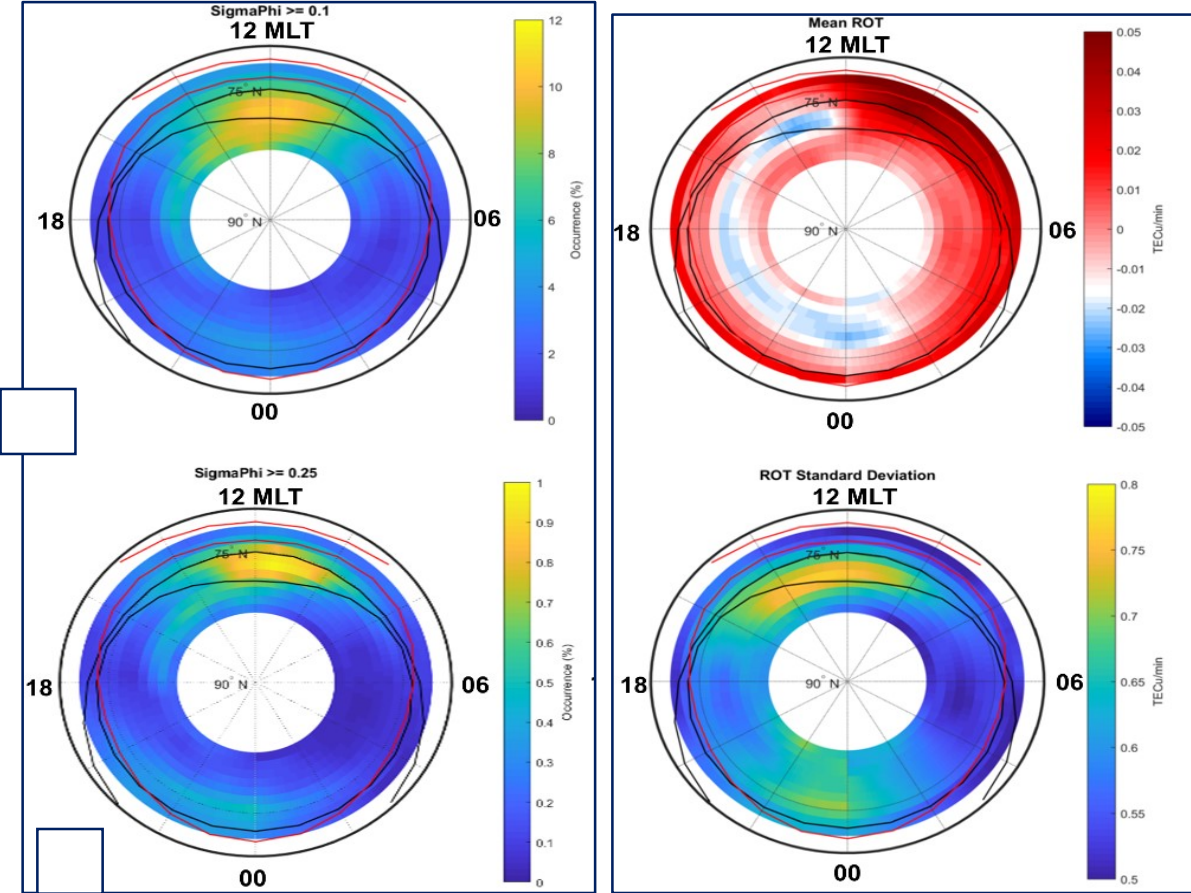 SigmaPhi >= 0.1
12 MLT
75° N
90° N
18
06
00
12
10
8
6
4
2
0
Occurrence (%)
Mean ROT
12 MLT
75° N
90° N
18
06
00
0.05
0.04
0.03
0.02
0.01
0
-0.01
-0.02
-0.03
-0.04
-0.05
TECu/min
SigmaPhi >= 0.25
12 MLT
75° N
90° N
18
06
00
1
0.9
0.8
0.7
0.6
0.5
0.4
0.3
0.2
0.1
0
Occurrence (%)
ROT Standard Deviation
12 MLT
75° N
90° N
18
06
00
0.8
0.75
0.7
0.65
0.6
0.55
0.5
TECu/min